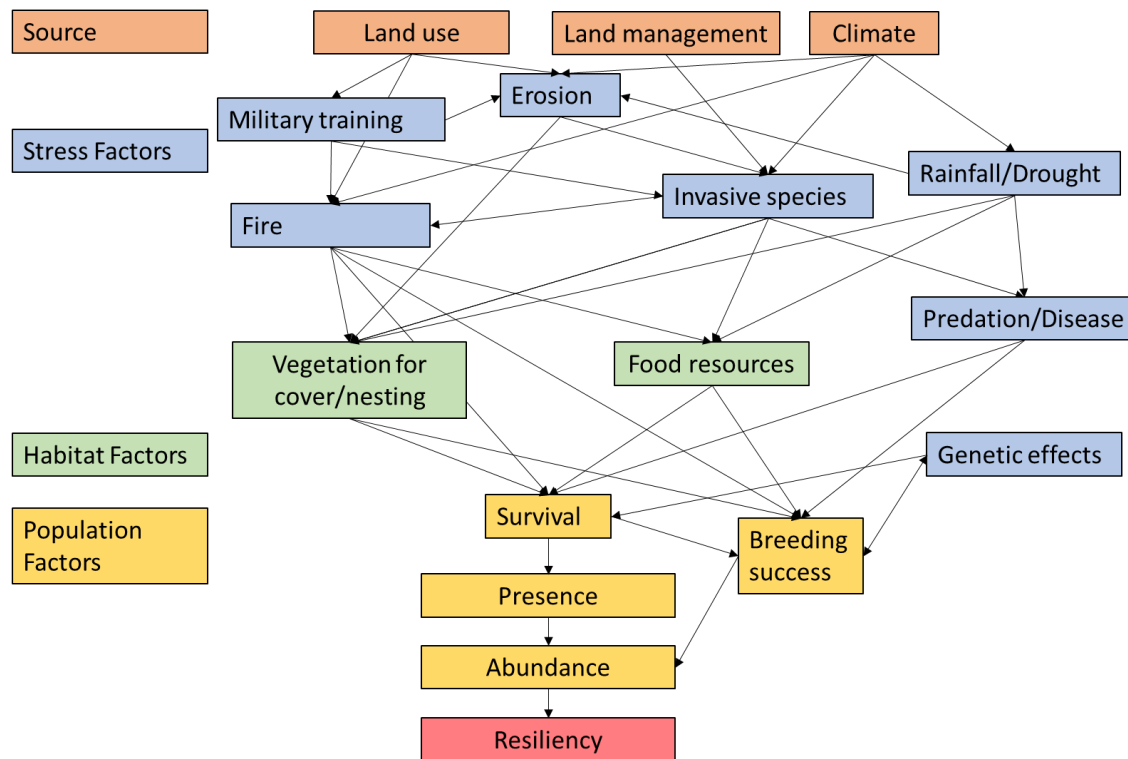 Source
Land use
Land management
Climate
Erosion
Military training
Stress Factors
Rainfall/Drought
Invasive species
Fire
Predation/Disease
Vegetation for
cover/nesting
Food resources
Habitat Factors
Genetic effects
Survival
Population
Factors
Breeding
success
Presence
Abundance
Resiliency